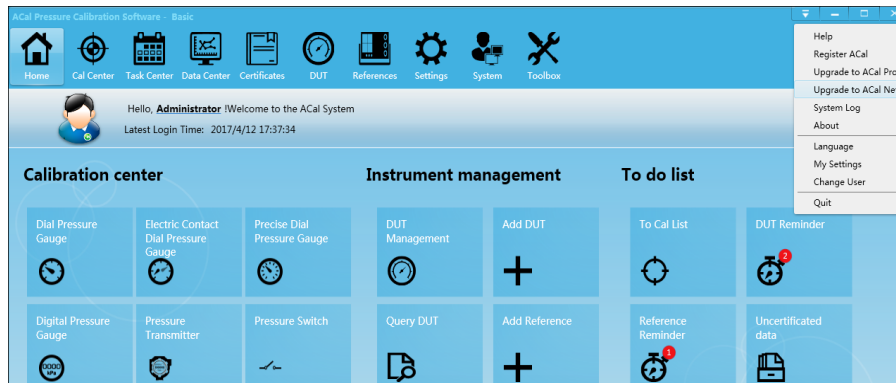 ACal Pressure Calibration Software - Basic
Home
Cal Center
Task Center
Data Center
Certificates
DUT
References
Settings
System
Toolbox
Hello, Administrator !Welcome to the ACal System
Latest Login Time: 2017/4/12 17:37:34
Help
Register ACal
Upgrade to ACal Pro
Upgrade to ACal Ne
System Log
About
Language
My Settings
Change User
Quit
Calibration center
Instrument management
To do list
Dial Pressure
Gauge
Electric Contact
Dial Pressure
Gauge
Precise Dial
Pressure Gauge
DUT
Management
Add DUT
To Cal List
DUT Reminder
2
Digital Pressure
Gauge
0000
kPa
Pressure
Transmitter
Pressure Switch
Query DUT
Add Reference
Reference
Reminder
1
Uncertificated
data